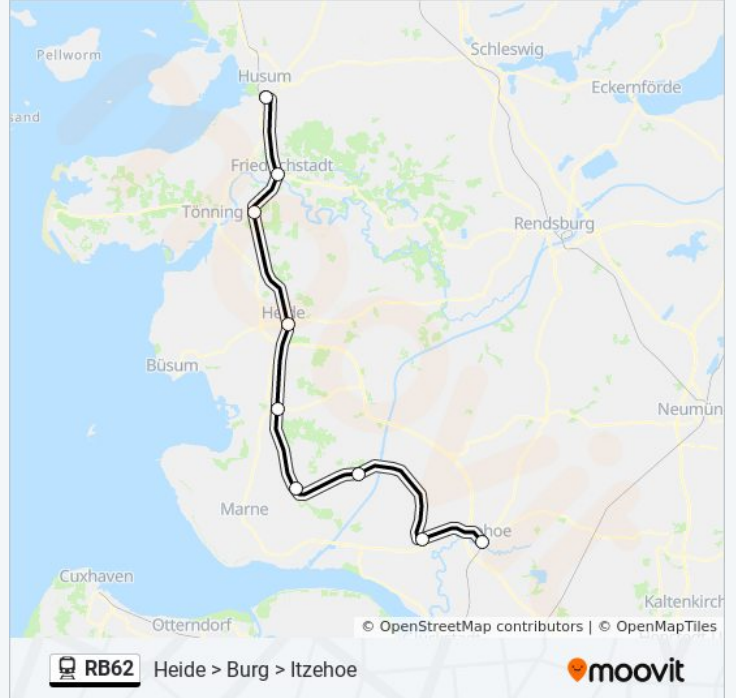 Pellworm
Schleswig
Husum
Eckernförde
sand
Friedrichstadt
Tönning
Rendsburg
Heide
Büsum
Neumün
Marne
hoe
Cuxhaven
Kaltenkirch
Otterndorf
© OpenStreetMap contributors | © OpenMapTiles
RB62 Heide > Burg > Itzehoe
moovit